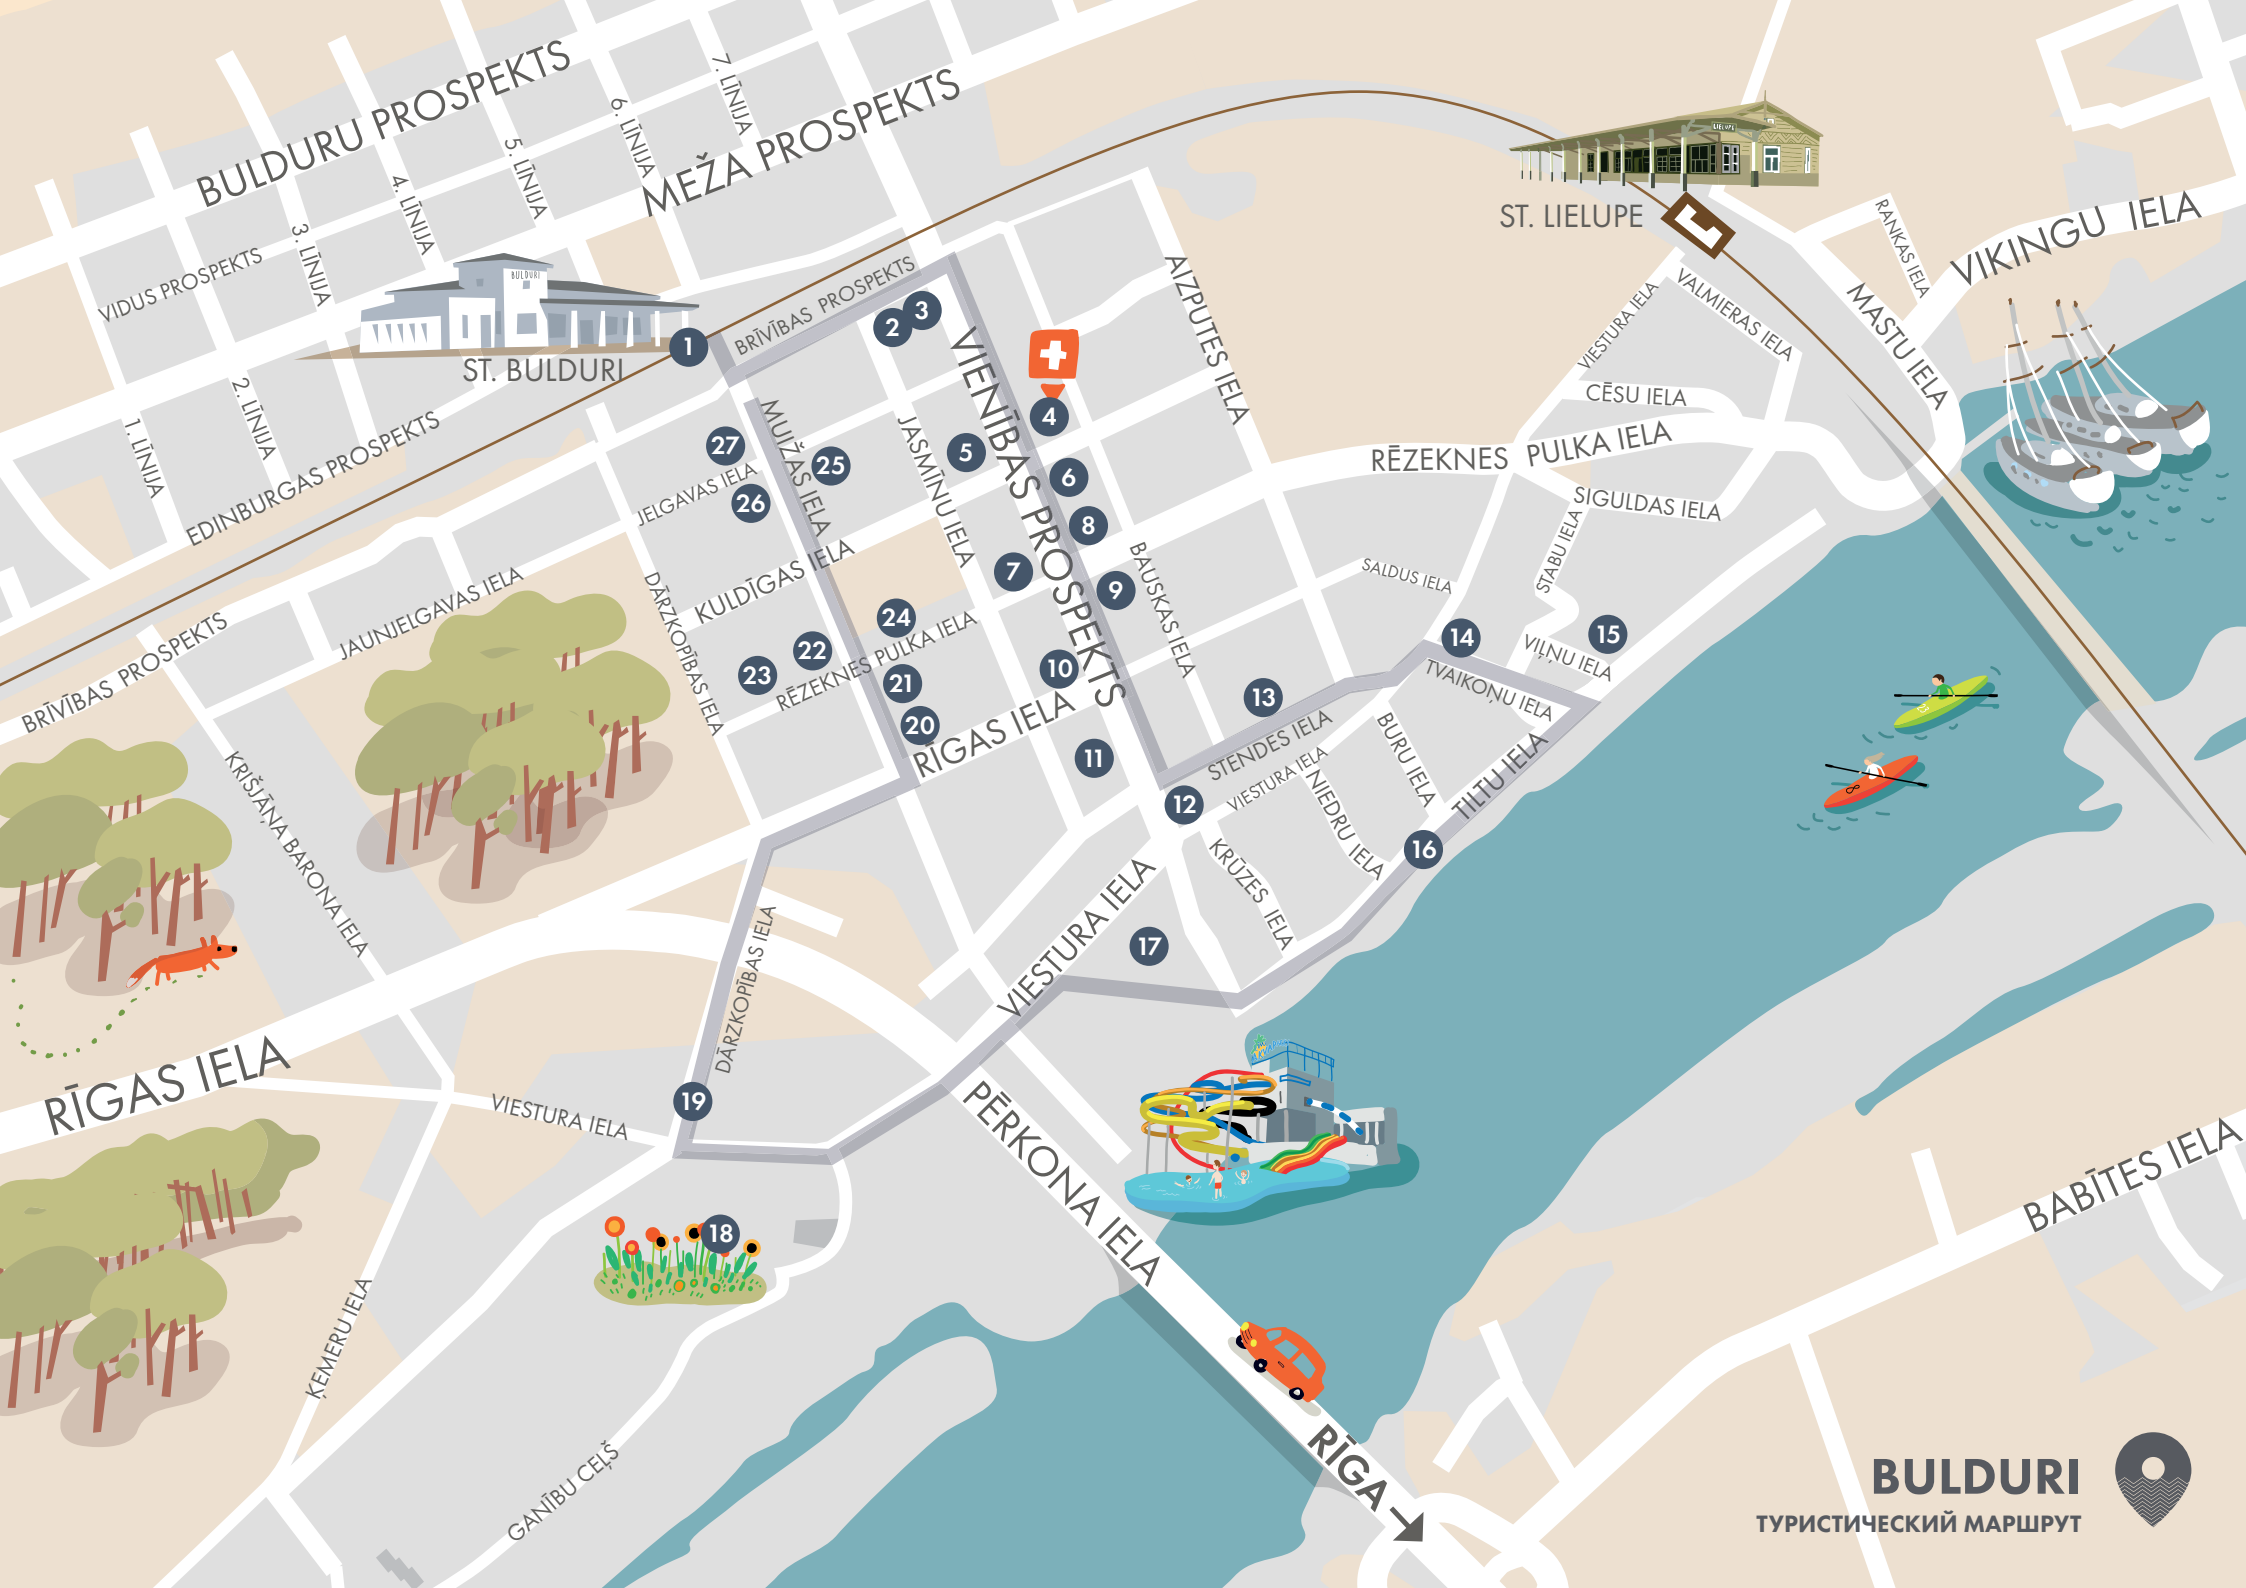 BULDURU PROSPEKTS
MEŽA PROSPEKTS
7. LĪNIJA
6. LĪNIJA
5. LĪNIJA
4. LĪNIJA
3. LĪNIJA
2. LĪNIJA
1. LĪNIJA
VIDUS PROSPEKTS
EDINBURGAS PROSPEKTS
BULDURI
ST. BULDURI
LIELUPE
ST. LIELUPE
BRĪVĪBAS PROSPEKTS
VIENĪBAS PROSPEKTS
AIZPUTES IELA
RANKAS IELA
VIKINGU IELA
MASTU IELA
VALMIERAS IELA
VIESTURA IELA
CĒSU IELA
RĒZEKNES PULKA IELA
SIGULDAS IELA
STABU IELA
SALDUS IELA
VIĻŅU IELA
TVAIKOŅU IELA
MUIŽAS IELA
JASMĪNU IELA
JELGAVAS IELA
KULDĪGAS IELA
BAUSKAS IELA
DĀRZKOPĪBAS IELA
RĒZEKNES PULKA IELA
RĪGAS IELA
JAUNJELGAVAS IELA
BRĪVĪBAS PROSPEKTS
KRIŠJĀŅA BARONA IELA
STENDES IELA
VIESTURA IELA
BURU IELA
NIEDRU IELA
TILTU IELA
KRŪZES IELA
VIESTURA IELA
DĀRZKOPĪBAS IELA
RĪGAS IELA
VIESTURA IELA
PĒRKONA IELA
ĶEMERU IELA
GANĪBU CEĻŠ
BABĪTES IELA
RĪGA
1
2
3
4
5
6
7
8
9
10
11
12
13
14
15
16
17
18
19
20
21
22
23
24
25
26
27
23
8
BULDURI
ТУРИСТИЧЕСКИЙ МАРШРУТ